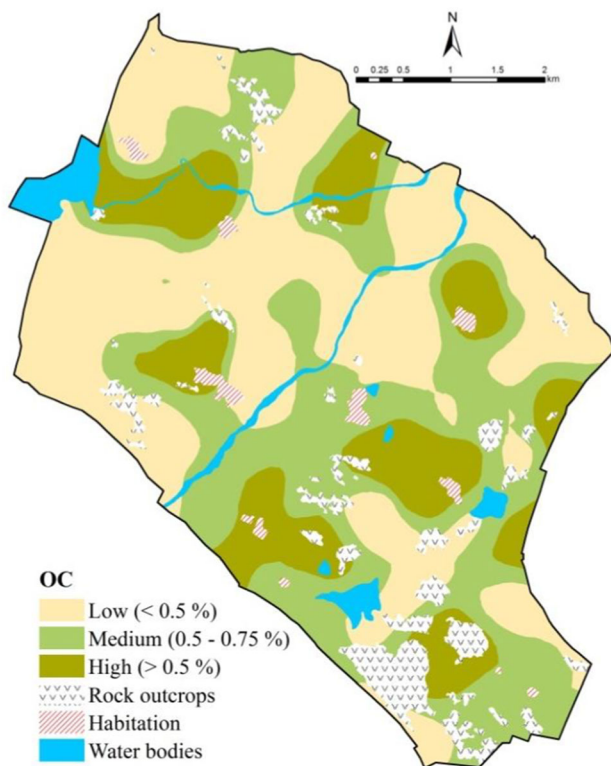 N
0 0.25 0.5 1 1.5 2
km
OC
Low (< 0.5 %)
Medium (0.5 - 0.75 %)
High (> 0.5 %)
Rock outcrops
Habitation
Water bodies